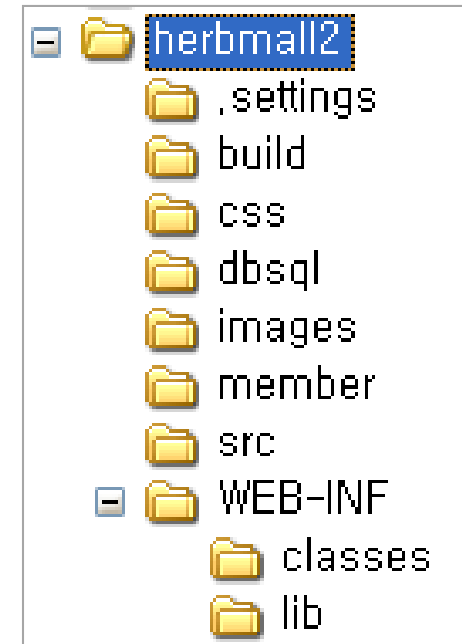 herbmall2
.settings
build
css
dbsql
images
member
src
WEB-INF
classes
lib